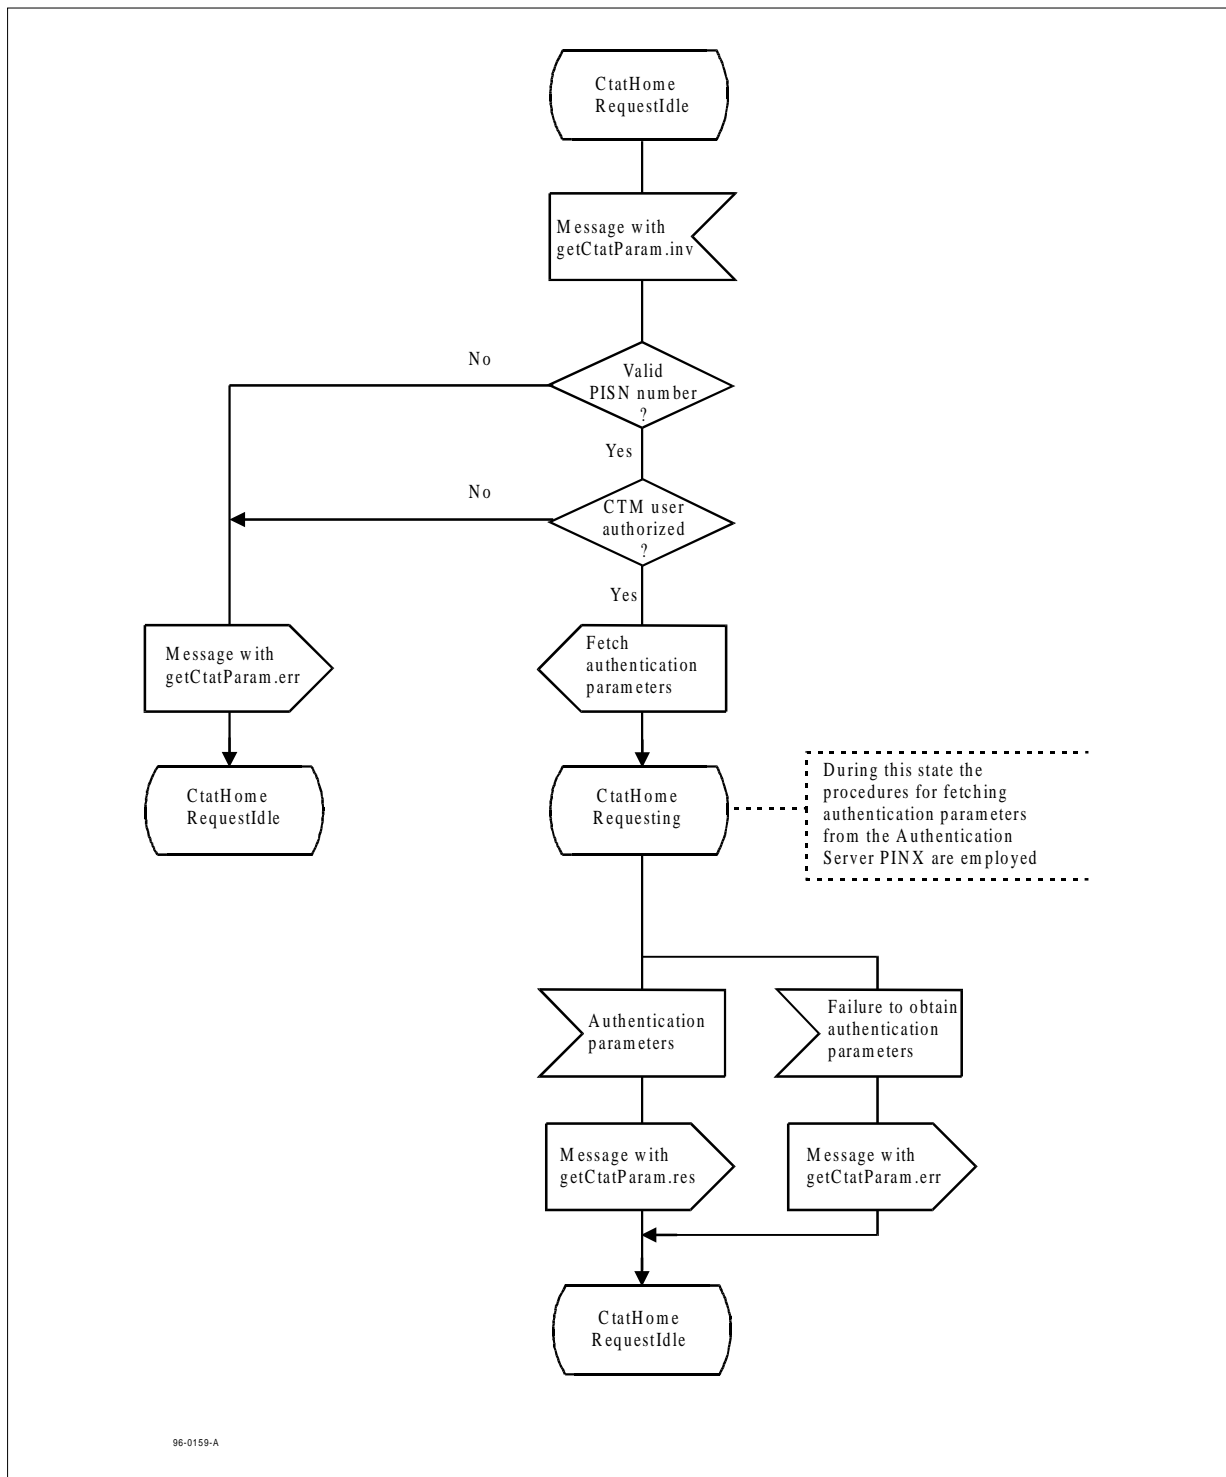 CtatHome
RequestIdle
Message with
getCtatParam.inv
No
Valid
PISN number
?
Yes
No
CTM user
authorized
?
Yes
Message with
getCtatParam.err
Fetch
authentication
parameters
CtatHome
RequestIdle
CtatHome
Requesting
During this state the
procedures for fetching
authentication parameters
from the Authentication
Server PINX are employed
Authentication
parameters
Failure to obtain
authentication
parameters
Message with
getCtatParam.res
Message with
getCtatParam.err
CtatHome
RequestIdle
96-0159-A